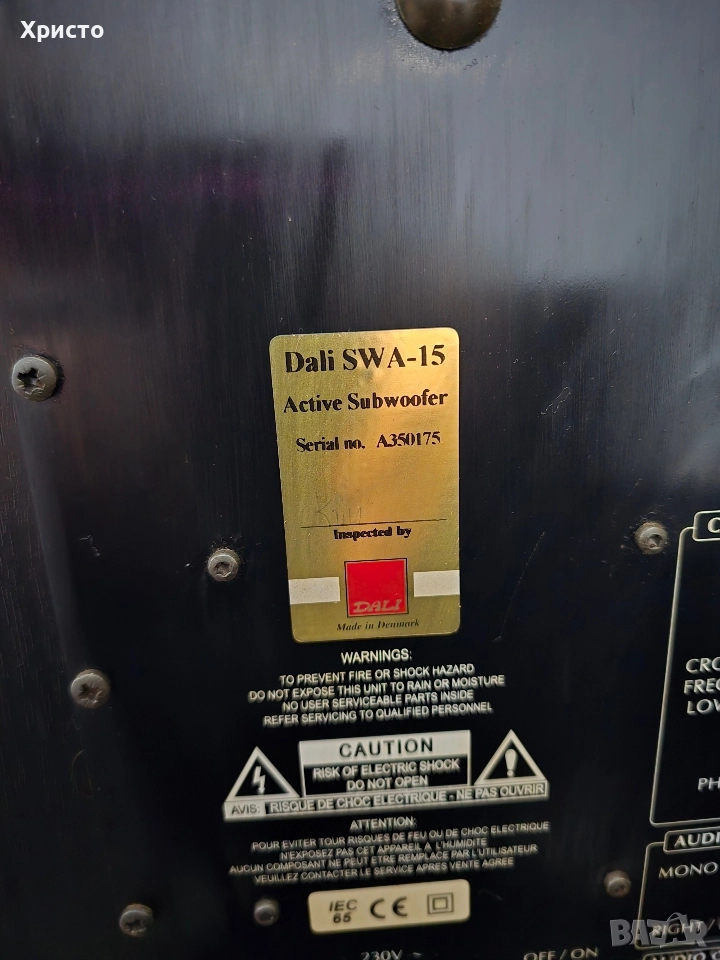 Христо
Dali SWA-15
Active Subwoofer
Serial no. A350175
Inspected by
DALI
Made in Denmark
WARNINGS:
TO PREVENT FIRE OR SHOCK HAZARD
DO NOT EXPOSE THIS UNIT TO RAIN OR MOISTURE
NO USER SERVICEABLE PARTS INSIDE
REFER SERVICING TO QUALIFIED PERSONNEL
CAUTION
RISK OF ELECTRIC SHOCK
DO NOT OPEN
AVIS: RISQUE DE CHOC ELECTRIQUE - NE PAS OUVRIR
ATTENTION:
POUR EVITER TOUR RISQUES DE FEU OU DE CHOC ELECTRIQUE
N'EXPOSEZ PAS CET APPAREIL A L'HUMIDITE
AUCUN COMPOSANT NE PEUT ETRE REMPLACE PAR L'UTILISATEUR
VEUILLEZ CONTACTER LE SERVICE APRES VENTE AGREE
IEC
65 CE
230V ~ OFF / ON
CRO
FREQ
LOW
PH
AUDI
MONO
RIGHT /
BAZAR